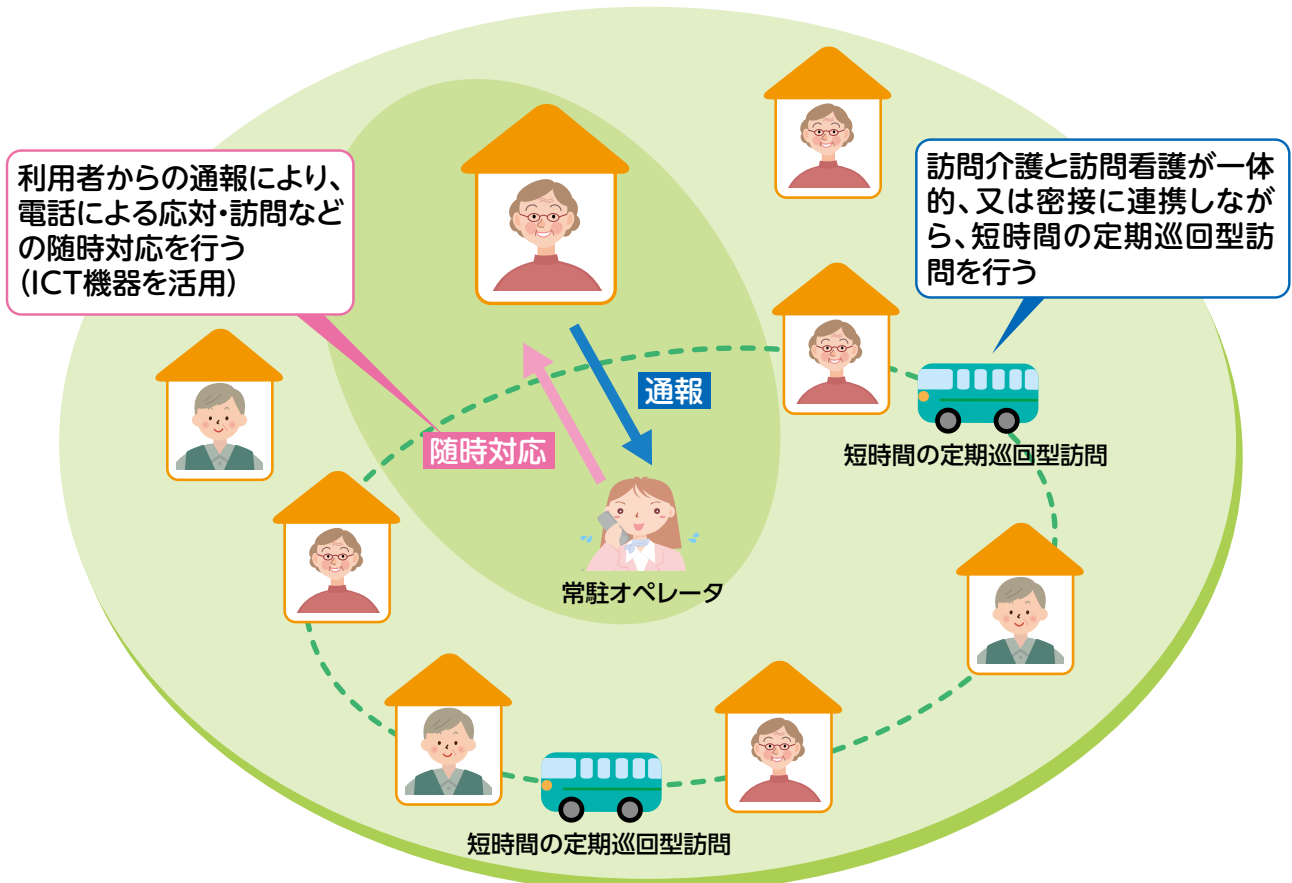 利用者からの通報により、
電話による応対・訪問など
の随時対応を行う
(ICT機器を活用)
訪問介護と訪問看護が一体
的、又は密接に連携しなが
ら、短時間の定期巡回型訪
問を行う
通報
随時対応
短時間の定期巡回型訪問
常駐オペレータ
短時間の定期巡回型訪問